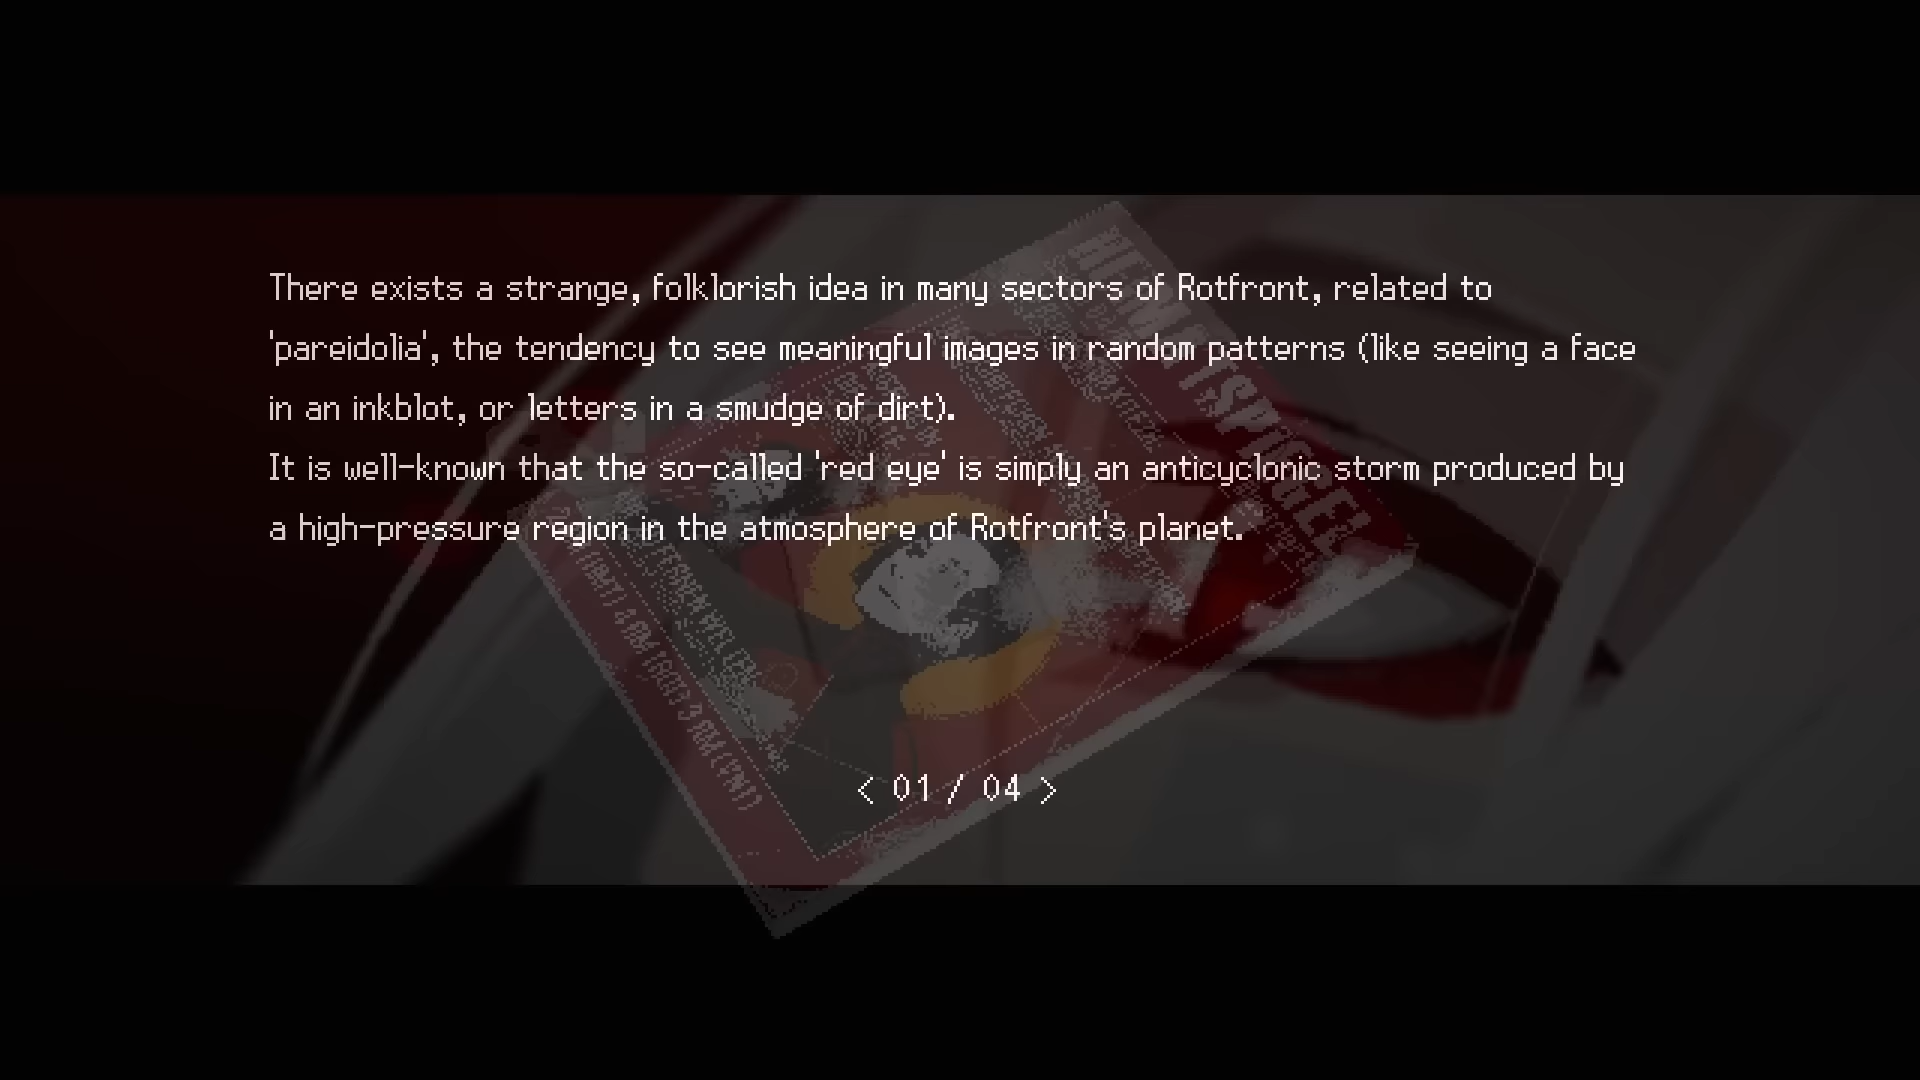 There exists a strange, folklorish idea in many sectors of Rotfront, related to
'pareidolia', the tendency to see meaningful images in random patterns (like seeing a face
in an inkblot, or letters in a smudge of dirt).
It is well-known that the so-called 'red eye' is simply an anticyclonic storm produced by
a high-pressure region in the atmosphere of Rotfront's planet.
< 01 / 04 >